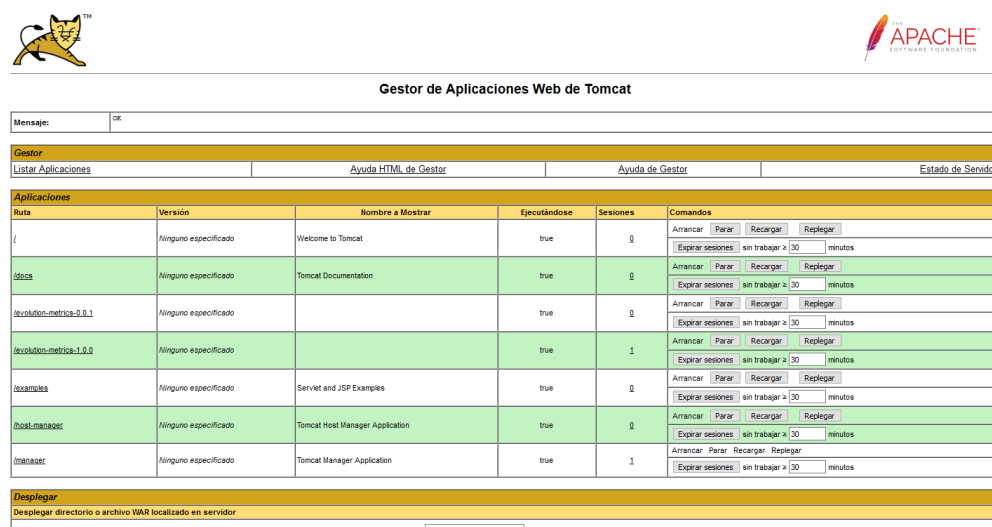 TM
THE
APACHE
SOFTWARE FOUNDATION
Gestor de Aplicaciones Web de Tomcat
Mensaje: OK
Gestor
Listar Aplicaciones Ayuda HTML de Gestor Ayuda de Gestor Estado de Servido
Aplicaciones
Ruta Versión Nombre a Mostrar Ejecutándose Sesiones Comandos
/ Ninguno especificado Welcome to Tomcat true 0 Arrancar Parar Recargar Replegar
Expirar sesiones sin trabajar ≥ 30 minutos
/docs Ninguno especificado Tomcat Documentation true 0 Arrancar Parar Recargar Replegar
Expirar sesiones sin trabajar ≥ 30 minutos
/evolution-metrics-0.0.1 Ninguno especificado true 0 Arrancar Parar Recargar Replegar
Expirar sesiones sin trabajar ≥ 30 minutos
/evolution-metrics-1.0.0 Ninguno especificado true 1 Arrancar Parar Recargar Replegar
Expirar sesiones sin trabajar ≥ 30 minutos
/examples Ninguno especificado Servlet and JSP Examples true 0 Arrancar Parar Recargar Replegar
Expirar sesiones sin trabajar ≥ 30 minutos
/host-manager Ninguno especificado Tomcat Host Manager Application true 0 Arrancar Parar Recargar Replegar
Expirar sesiones sin trabajar ≥ 30 minutos
/manager Ninguno especificado Tomcat Manager Application true 1 Arrancar Parar Recargar Replegar
Expirar sesiones sin trabajar ≥ 30 minutos
Desplegar
Desplegar directorio o archivo WAR localizado en servidor